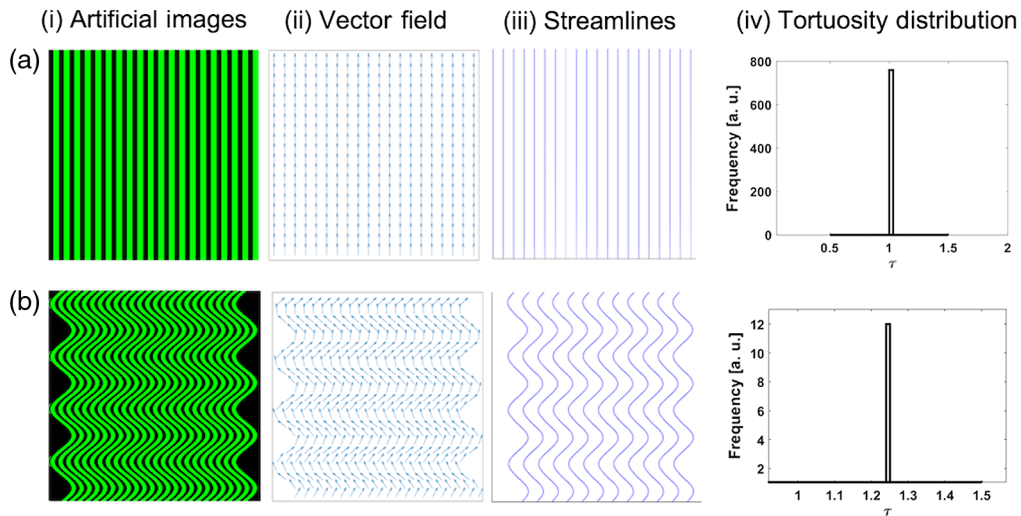 (i) Artificial images (ii) Vector field (iii) Streamlines (iv) Tortuosity distribution
(a)
Frequency [a. u.]
800
600
400
200
0
0.5 1 1.5 2
τ
(b)
Frequency [a. u.]
12
10
8
6
4
2
1 1.1 1.2 1.3 1.4 1.5
τ